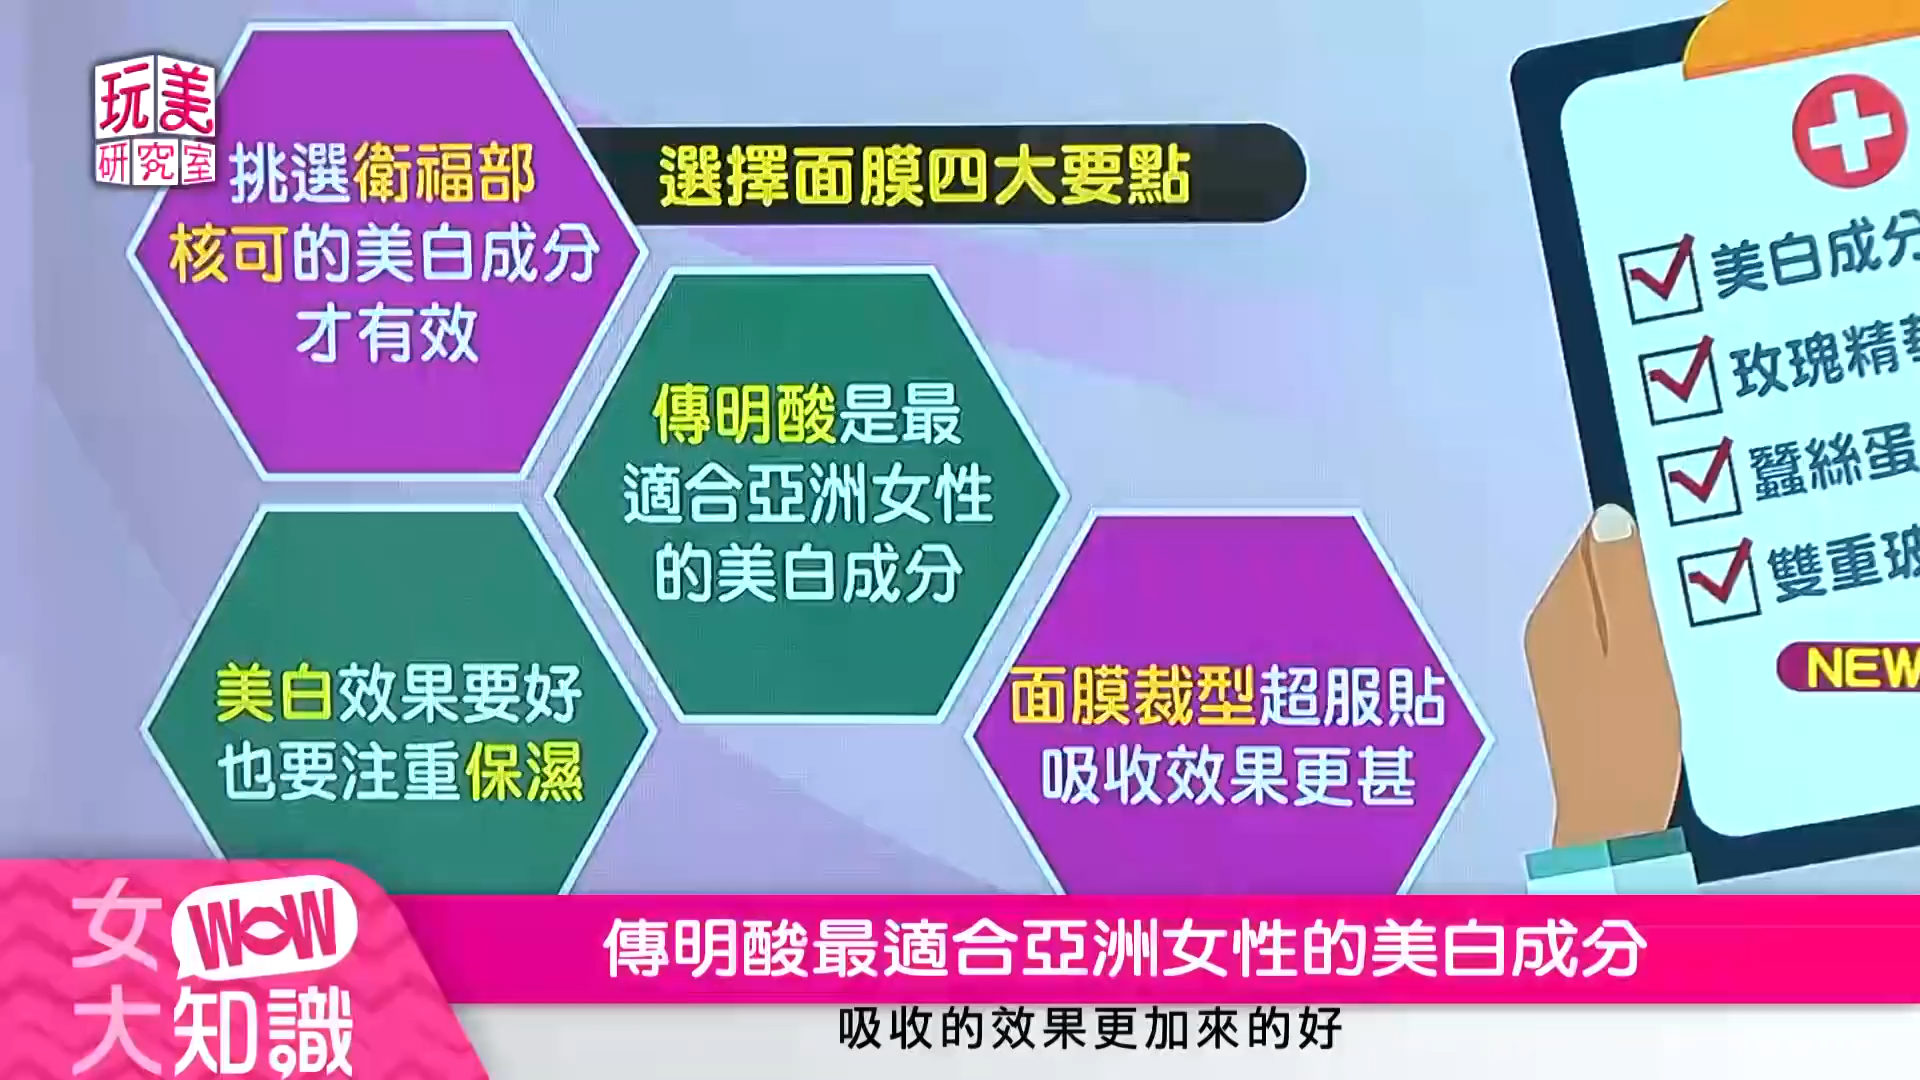 玩美
研究室
挑選衛福部
核可的美白成分
才有效
選擇面膜四大要點
傳明酸是最
適合亞洲女性
的美白成分
美白效果要好
也要注重保濕
面膜裁型超服貼
吸收效果更甚
美白成分
玫瑰精
蠶絲蛋
雙重玻
NEW
女大
WOW
知識
傳明酸最適合亞洲女性的美白成分
吸收的效果更加來的好